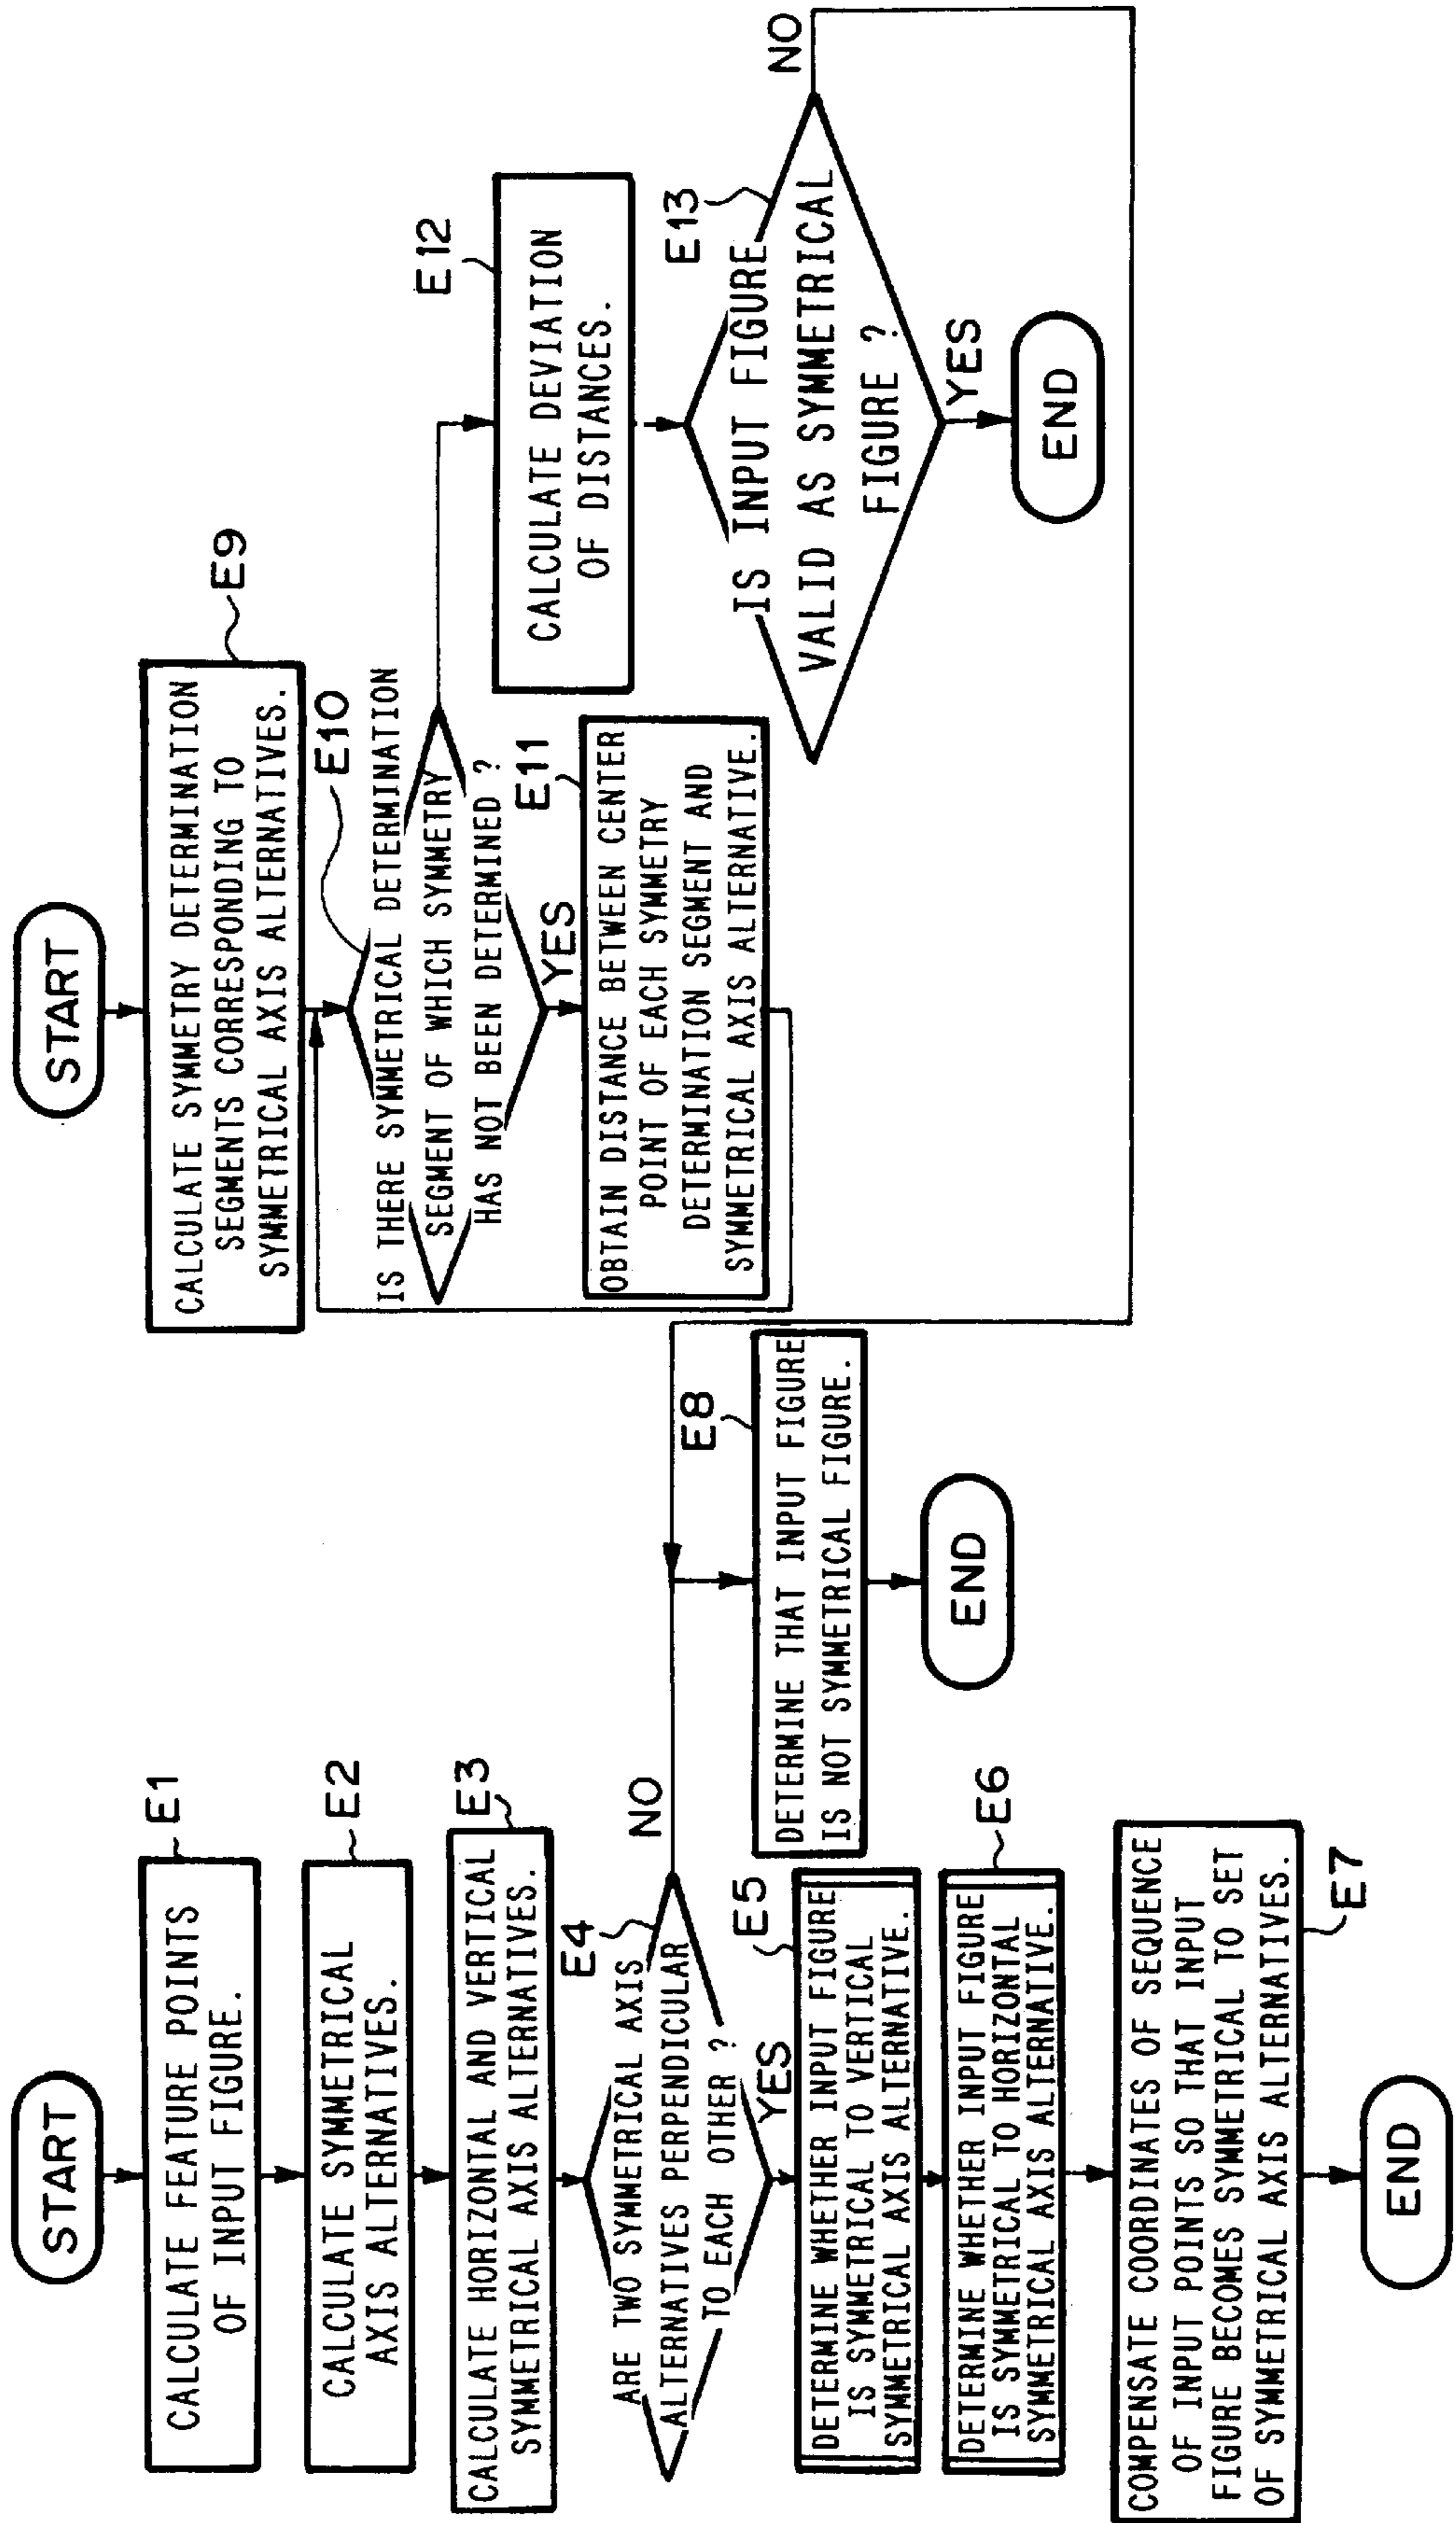 START
CALCULATE FEATURE POINTS
OF INPUT FIGURE.
E1
CALCULATE SYMMETRICAL
AXIS ALTERNATIVES.
E2
CALCULATE HORIZONTAL AND VERTICAL
SYMMETRICAL AXIS ALTERNATIVES.
E3
ARE TWO SYMMETRICAL AXIS
ALTERNATIVES PERPENDICULAR
TO EACH OTHER ?
E4
NO
YES
DETERMINE WHETHER INPUT FIGURE
IS SYMMETRICAL TO VERTICAL
SYMMETRICAL AXIS ALTERNATIVE.
E5
DETERMINE WHETHER INPUT FIGURE
IS SYMMETRICAL TO HORIZONTAL
SYMMETRICAL AXIS ALTERNATIVE.
E6
COMPENSATE COORDINATES OF SEQUENCE
OF INPUT POINTS SO THAT INPUT
FIGURE BECOMES SYMMETRICAL TO SET
OF SYMMETRICAL AXIS ALTERNATIVES.
E7
END
E8
DETERMINE THAT INPUT FIGURE
IS NOT SYMMETRIC FIGURE.
END
START
CALCULATE SYMMETRY DETERMINATION
SEGMENTS CORRESPONDING TO
SYMMETRICAL AXIS ALTERNATIVES.
E9
E10
IS THERE SYMMETRICAL DETERMINATION
SEGMENT OF WHICH SYMMETRY
HAS NOT BEEN DETERMINED ?
YES
E11
OBTAIN DISTANCE BETWEEN CENTER
POINT OF EACH SYMMETRY
DETERMINATION SEGMENT AND
SYMMETRICAL AXIS ALTERNATIVE.
E12
CALCULATE DEVIATION
OF DISTANCES.
E13
IS INPUT FIGURE
VALID AS SYMMETRICAL
FIGURE ?
NO
YES
END